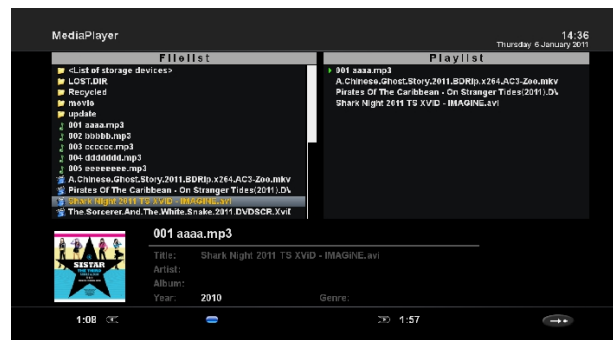 MediaPlayer
14:36
Thursday 6 January 2011
Filelist
<List of storage devices>
LOST.DIR
Recycled
movie
update
001 aaaa.mp3
002 bbbbb.mp3
003 cccccc.mp3
004 ddddddd.mp3
005 eeeeeeee.mp3
A.Chinese.Ghost.Story.2011.BDRip.x264.AC3-Zoo.mkv
Pirates Of The Caribbean - On Stranger Tides(2011).DV
Shark Night 2011 TS XViD - IMAGiNE.avi
The.Sorcerer.And.The.White.Snake.2011.DVDSCR.Xvi
Playlist
001 aaaa.mp3
A.Chinese.Ghost.Story.2011.BDRip.x264.AC3-Zoo.mkv
Pirates Of The Caribbean - On Stranger Tides(2011).DV
Shark Night 2011 TS XViD - IMAGiNE.avi
SISTAR
001 aaaa.mp3
Title: Shark Night 2011 TS XViD - IMAGiNE.avi
Artist:
Album:
Year: 2010 Genre:
1:08
1:57